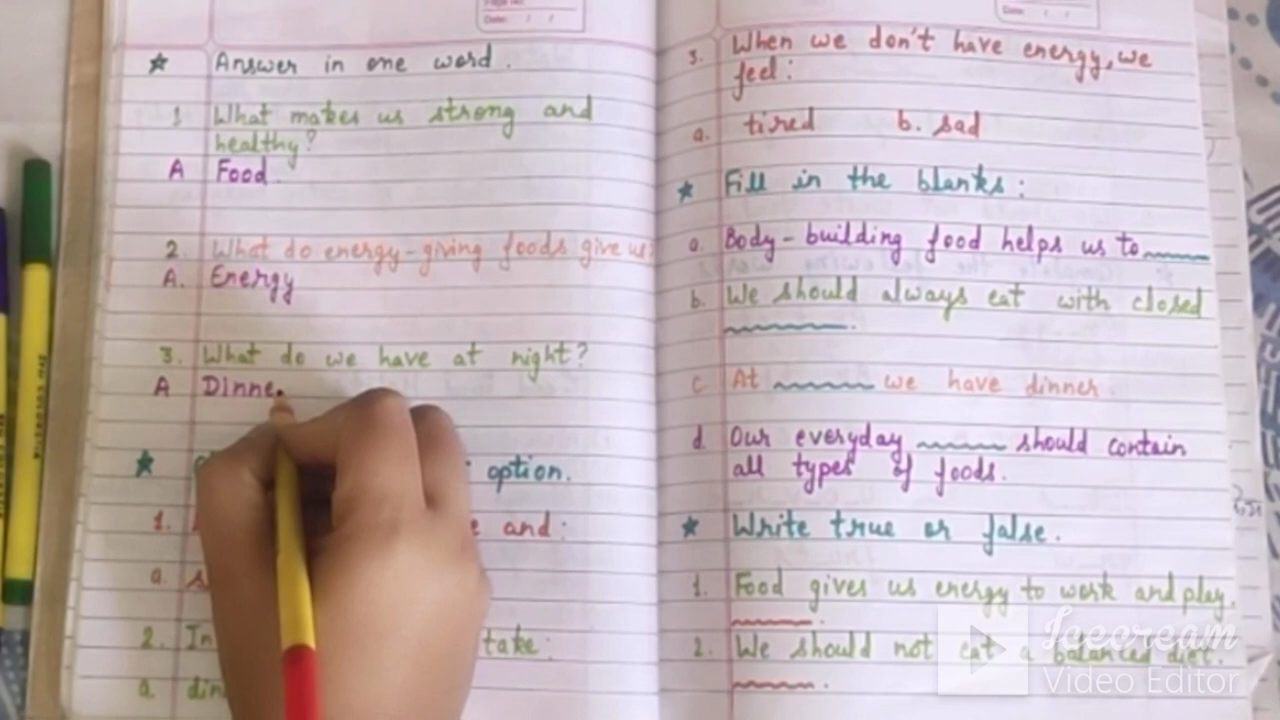 Date: / /
★ Answer in one word.
1 What makes us strong and
healthy?
A Food
2. What do energy-giving foods give us?
A. Energy
3. What do we have at night?
A Dinne
★ option.
1. and:
a.
2. In take:
a din
Date: / /
3. When we don't have energy, we
feel:
a. tired b. sad
★ Fill in the blanks:
a. Body-building food helps us to
b. We should always eat with closed
.
c At we have dinner.
d. Our everyday should contain
all types of foods.
★ Write true or false.
1. Food gives us energy to work and play.
.
2. We should not eat a balanced diet.
.
Icecream
Video Editor